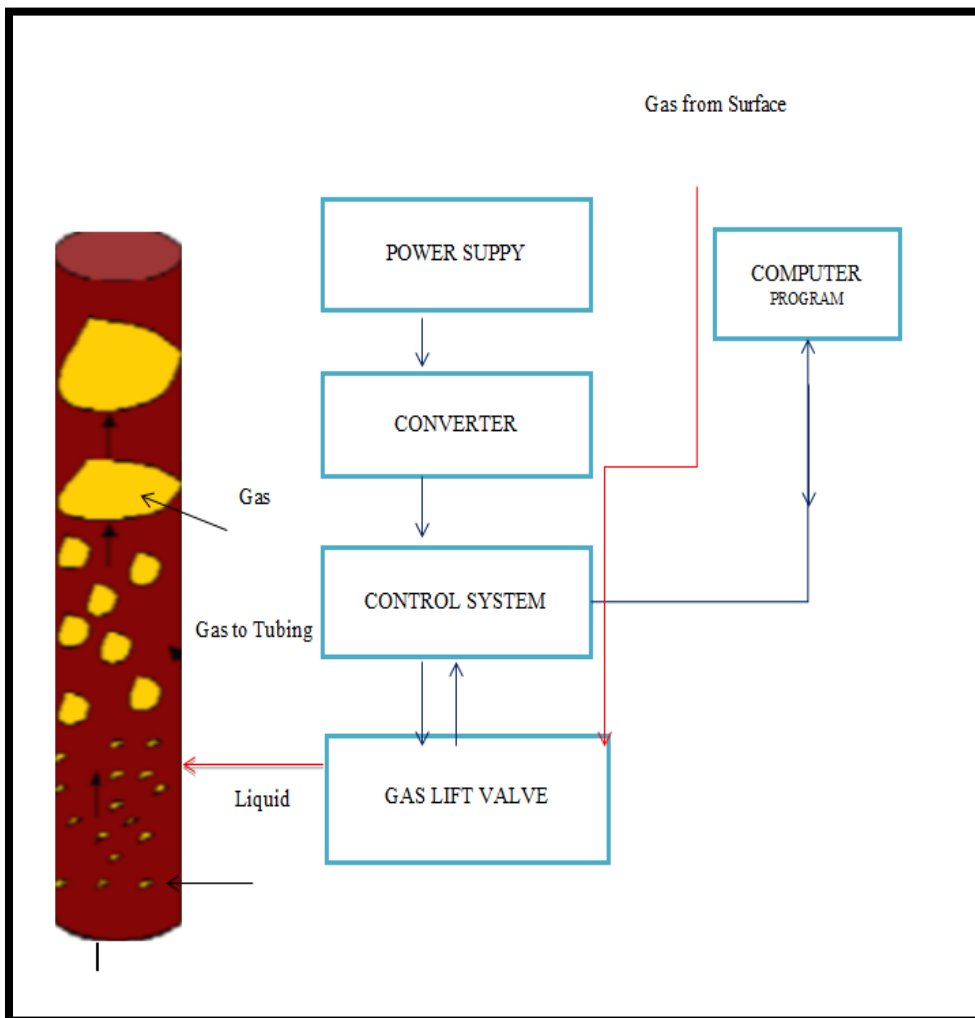 Gas from Surface
POWER SUPPY
COMPUTER
PROGRAM
CONVERTER
Gas
CONTROL SYSTEM
Gas to Tubing
Liquid
GAS LIFT VALVE